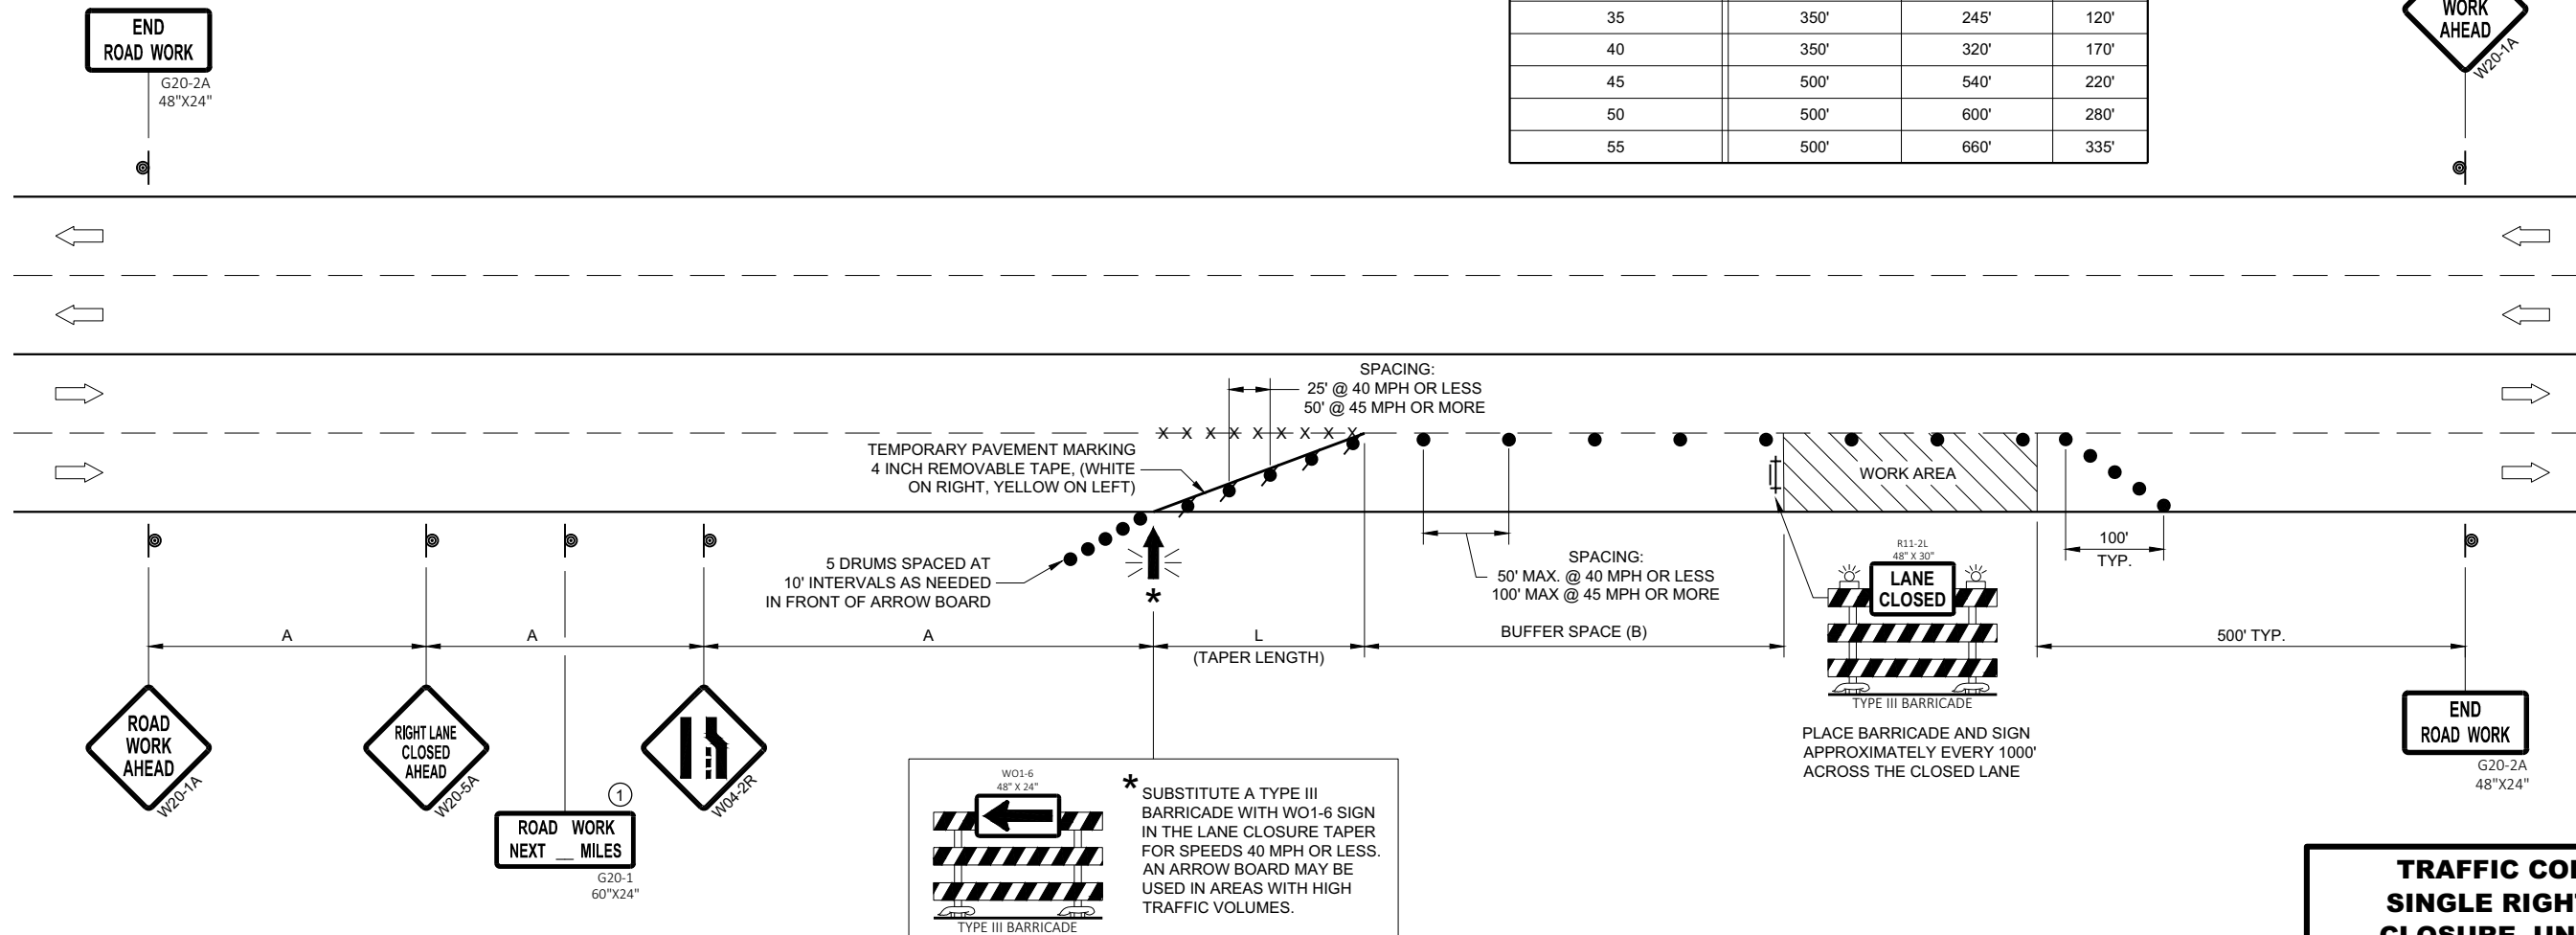 END
ROAD WORK
G20-2A
48"X24"
35 350' 245' 120'
40 350' 320' 170'
45 500' 540' 220'
50 500' 600' 280'
55 500' 660' 335'
WORK
AHEAD
W20-1A
SPACING:
25' @ 40 MPH OR LESS
50' @ 45 MPH OR MORE
X X X X X X X X X
TEMPORARY PAVEMENT MARKING
4 INCH REMOVABLE TAPE, (WHITE
ON RIGHT, YELLOW ON LEFT)
WORK AREA
5 DRUMS SPACED AT
10' INTERVALS AS NEEDED
IN FRONT OF ARROW BOARD
*
SPACING:
50' MAX. @ 40 MPH OR LESS
100' MAX @ 45 MPH OR MORE
R11-2L
48" X 30"
LANE
CLOSED
TYPE III BARRICADE
100'
TYP.
A
A
A
L
(TAPER LENGTH)
BUFFER SPACE (B)
500' TYP.
PLACE BARRICADE AND SIGN
APPROXIMATELY EVERY 1000'
ACROSS THE CLOSED LANE
ROAD
WORK
AHEAD
W20-1A
RIGHT LANE
CLOSED
AHEAD
W20-5A
1
ROAD WORK
NEXT __ MILES
G20-1
60"X24"
W04-2R
WO1-6
48" X 24"
TYPE III BARRICADE
* SUBSTITUTE A TYPE III
BARRICADE WITH WO1-6 SIGN
IN THE LANE CLOSURE TAPER
FOR SPEEDS 40 MPH OR LESS.
AN ARROW BOARD MAY BE
USED IN AREAS WITH HIGH
TRAFFIC VOLUMES.
END
ROAD WORK
G20-2A
48"X24"
TRAFFIC
SINGLE RIGHT
CLOSURE,